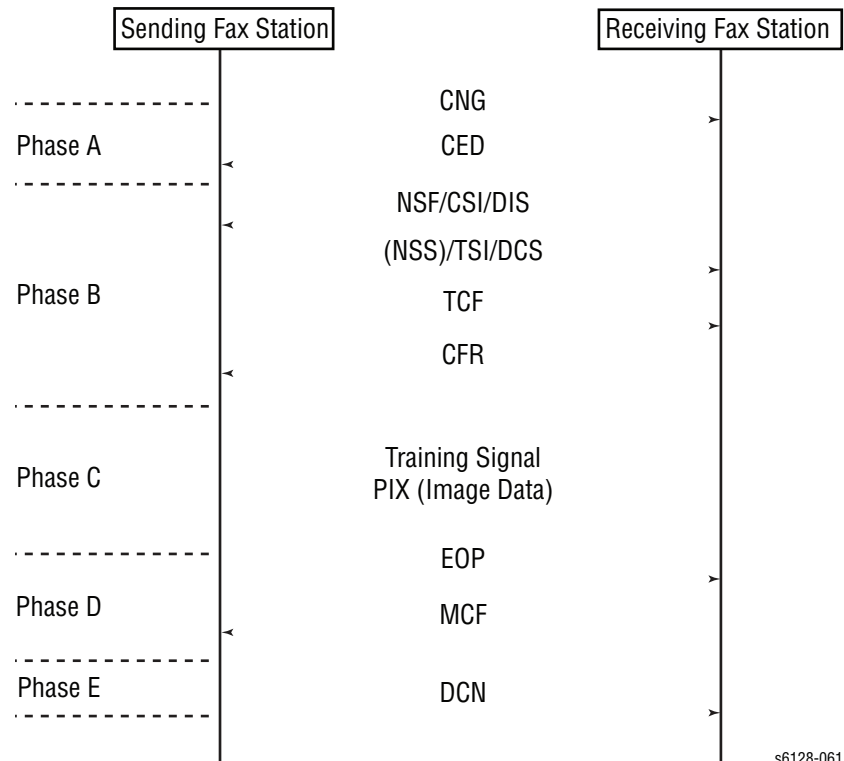 Sending Fax Station
Receiving Fax Station
CNG
Phase A
CED
NSF/CSI/DIS
(NSS)/TSI/DCS
Phase B
TCF
CFR
Training Signal
Phase C
PIX (Image Data)
EOP
Phase D
MCF
Phase E
DCN
s6128-061